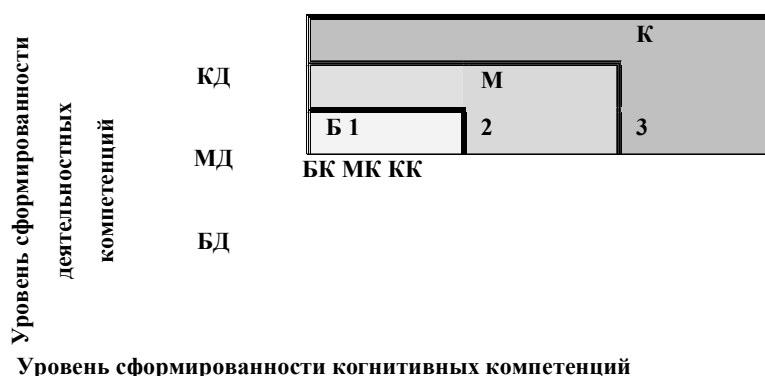 Уровень сформированности
деятельностных
компетенций
КД
МД
БД
К
М
Б 1
2
3
БК МК КК
Уровень сформированности когнитивных компетенций